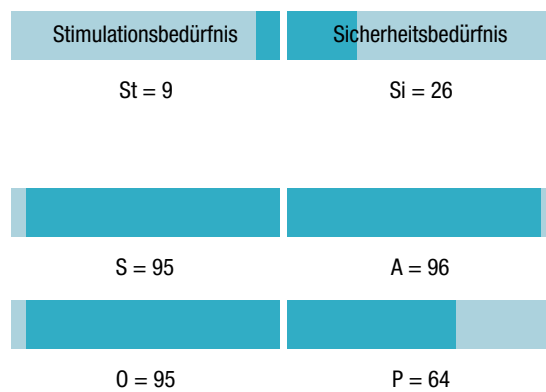 Stimulationsbedürfnis Sicherheitsbedürfnis
St = 9 Si = 26
S = 95 A = 96
O = 95 P = 64